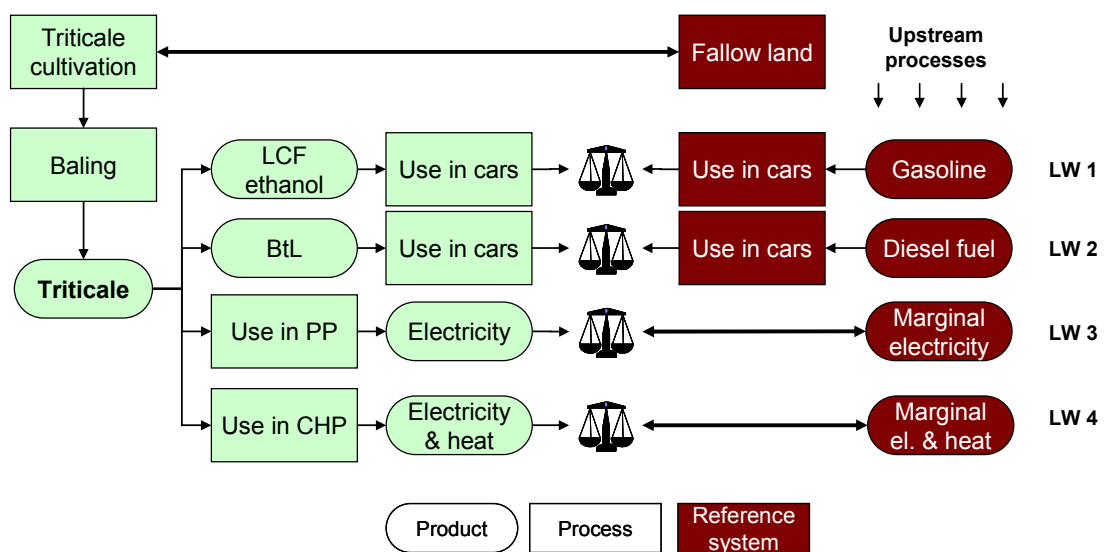 Triticale
cultivation
Fallow land
Upstream
processes
Baling
LCF
ethanol
Use in cars
Use in cars
Gasoline
LW 1
BtL
Use in cars
Use in cars
Diesel fuel
LW 2
Triticale
Use in PP
Electricity
Marginal
electricity
LW 3
Use in CHP
Electricity
& heat
Marginal
el. & heat
LW 4
Product
Process
Reference
system